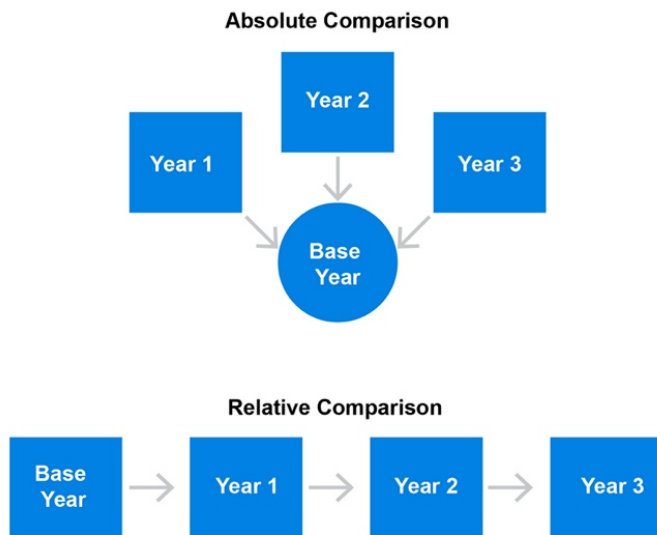 Absolute Comparison
Year 2
Year 1
Year 3
Base
Year
Relative Comparison
Base
Year
Year 1
Year 2
Year 3